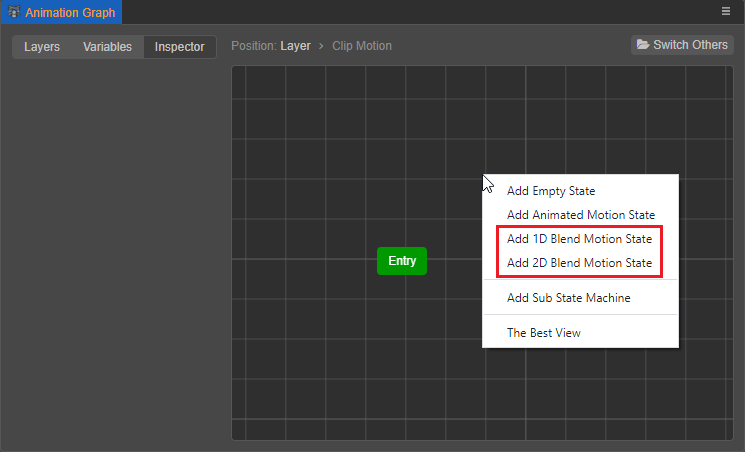 Animation Graph
Layers Variables Inspector
Position: Layer > Clip Motion
Switch Others
Add Empty State
Add Animated Motion State
Add 1D Blend Motion State
Add 2D Blend Motion State
Entry
Add Sub State Machine
The Best View